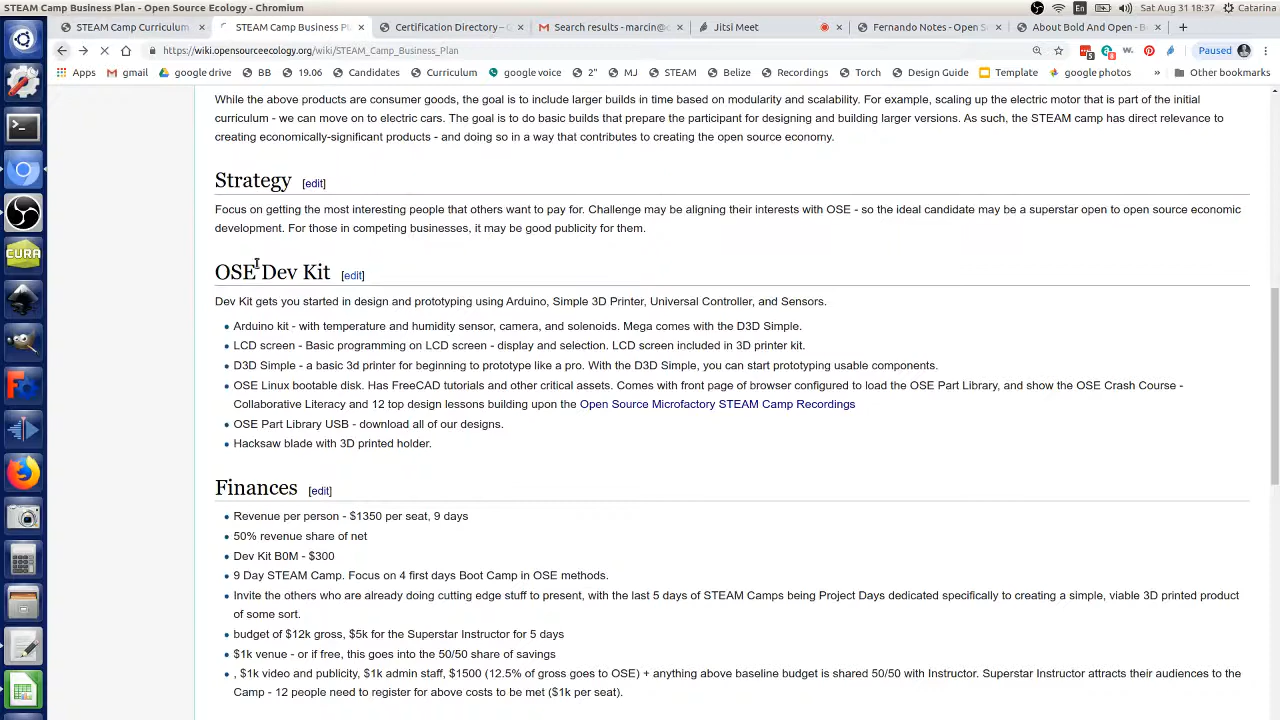 STEAM Camp Business Plan - Open Source Ecology - Chromium
En
Sat Aug 31 18:37
Catarina
STEAM Camp Curriculum
STEAM Camp Business Pl
Certification Directory - O
Search results - marcin@o
Jitsi Meet
Fernando Notes - Open S
About Bold And Open - B
https://wiki.opensourceecology.org/wiki/STEAM_Camp_Business_Plan
Paused
Apps
gmail
google drive
BB
19.06
Candidates
Curriculum
google voice
2"
MJ
STEAM
Belize
Recordings
Torch
Design Guide
Template
google photos
»
Other bookmarks
While the above products are consumer goods, the goal is to include larger builds in time based on modularity and scalability. For example, scaling up the electric motor that is part of the initial
curriculum - we can move on to electric cars. The goal is to do basic builds that prepare the participant for designing and building larger versions. As such, the STEAM camp has direct relevance to
creating economically-significant products - and doing so in a way that contributes to creating the open source economy.
Strategy [edit]
Focus on getting the most interesting people that others want to pay for. Challenge may be aligning their interests with OSE - so the ideal candidate may be a superstar open to open source economic
development. For those in competing businesses, it may be good publicity for them.
OSE Dev Kit [edit]
Dev Kit gets you started in design and prototyping using Arduino, Simple 3D Printer, Universal Controller, and Sensors.
Arduino kit - with temperature and humidity sensor, camera, and solenoids. Mega comes with the D3D Simple.
LCD screen - Basic programming on LCD screen - display and selection. LCD screen included in 3D printer kit.
D3D Simple - a basic 3d printer for beginning to prototype like a pro. With the D3D Simple, you can start prototyping usable components.
OSE Linux bootable disk. Has FreeCAD tutorials and other critical assets. Comes with front page of browser configured to load the OSE Part Library, and show the OSE Crash Course -
Collaborative Literacy and 12 top design lessons building upon the Open Source Microfactory STEAM Camp Recordings
OSE Part Library USB - download all of our designs.
Hacksaw blade with 3D printed holder.
Finances [edit]
Revenue per person - $1350 per seat, 9 days
50% revenue share of net
Dev Kit B0M - $300
9 Day STEAM Camp. Focus on 4 first days Boot Camp in OSE methods.
Invite the others who are already doing cutting edge stuff to present, with the last 5 days of STEAM Camps being Project Days dedicated specifically to creating a simple, viable 3D printed product
of some sort.
budget of $12k gross, $5k for the Superstar Instructor for 5 days
$1k venue - or if free, this goes into the 50/50 share of savings
, $1k video and publicity, $1k admin start, $1500 (12.5% of gross goes to OSE) + anything above baseline budget is shared 50/50 with Instructor. Superstar Instructor attracts their audiences to the
Camp - 12 people need to register for above costs to be met ($1k per seat).
CURA